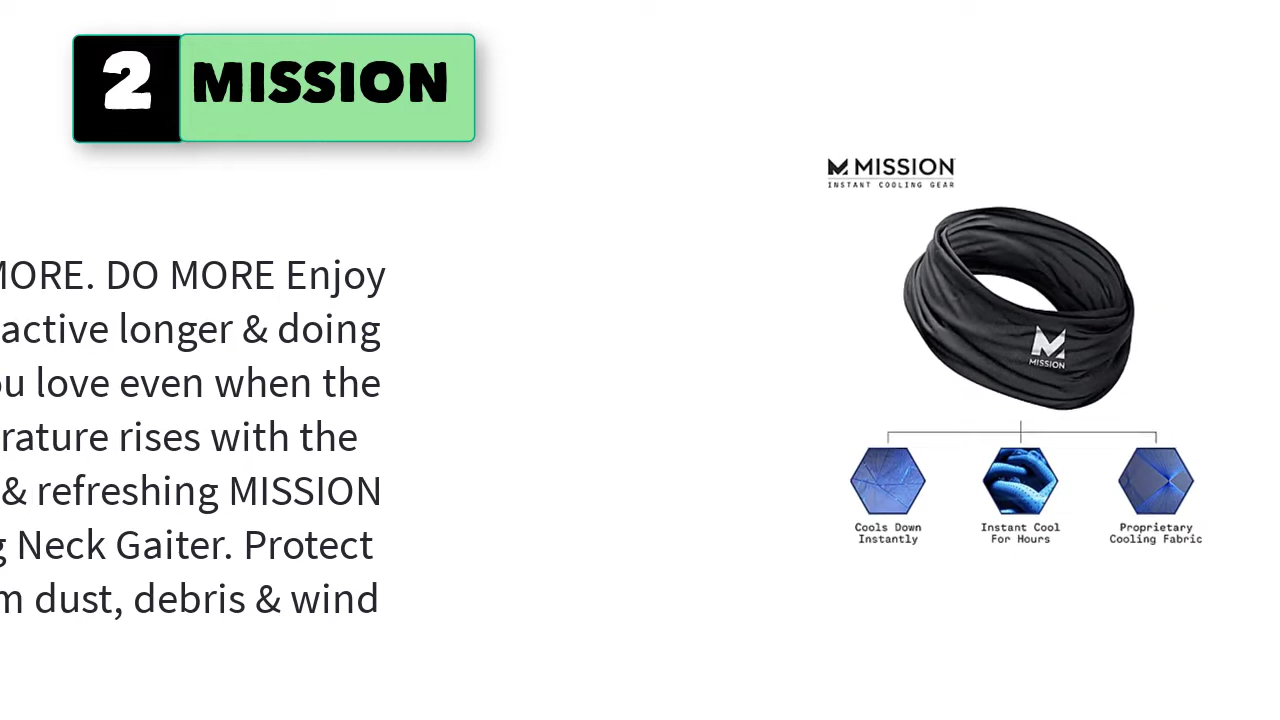 2 MISSION
MORE. DO MORE Enjoy
active longer & doing
love even when the
rises with the
& refreshing MISSION
Neck Gaiter. Protect
dust, debris & wind
MISSION
INSTANT COOLING GEAR
MISSION
Cools Down
Instantly
Instant Cool
For Hours
Proprietary
Cooling Fabric